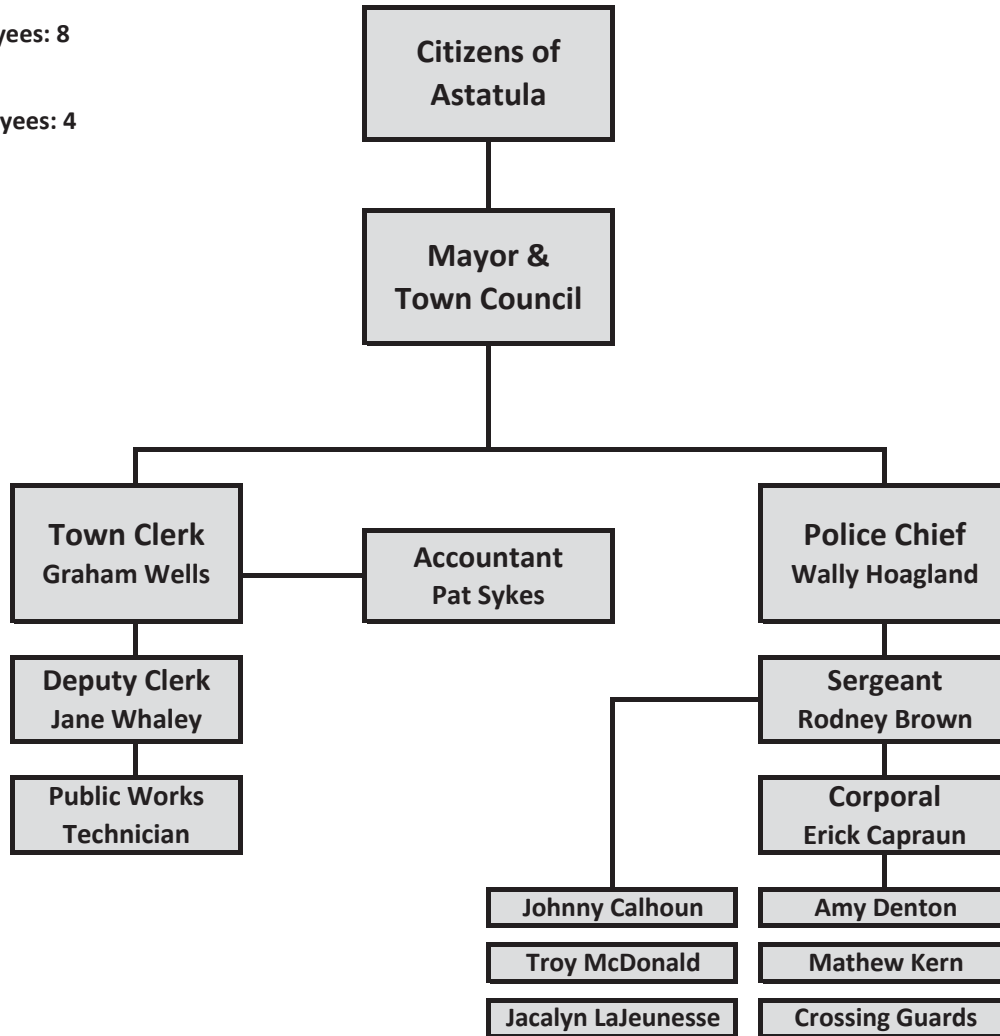 yees: 8
yees: 4
Citizens of
Astatula
Mayor &
Town Council
Town Clerk
Graham Wells
Accountant
Pat Sykes
Police Chief
Wally Hoagland
Deputy Clerk
Jane Whaley
Sergeant
Rodney Brown
Public Works
Technician
Corporal
Erick Capraun
Johnny Calhoun
Amy Denton
Troy McDonald
Mathew Kern
Jacalyn LaJeunesse
Crossing Guards